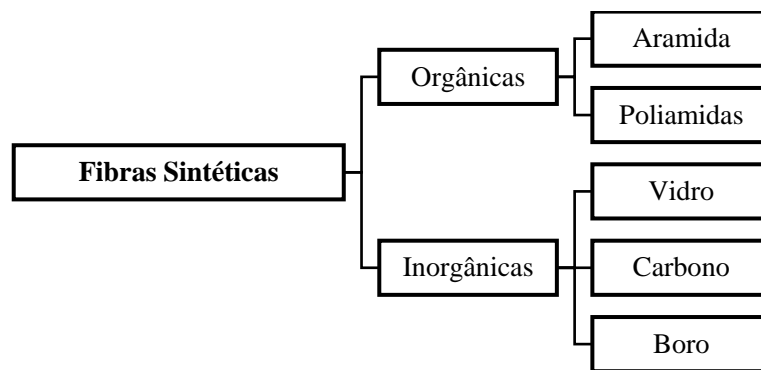 Fibras Sintéticas
Orgânicas
Aramida
Poliamidas
Inorgânicas
Vidro
Carbono
Boro